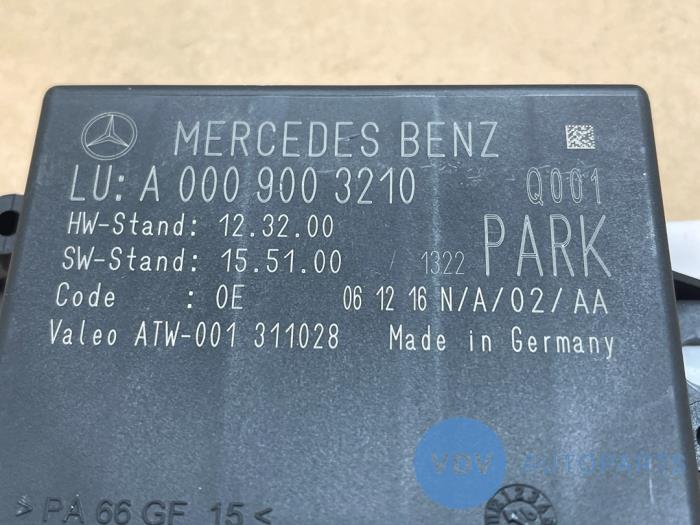 MERCEDES BENZ
LU: A 000 900 3210 Q001
HW-Stand: 12.32.00
SW-Stand: 15.51.00 / 1322 PARK
Code : 0E 06 12 16 N/A/02/AA
Valeo ATW-001 311028 Made in Germany
VOV AUTOPARTS
>PA 66 GF 15<